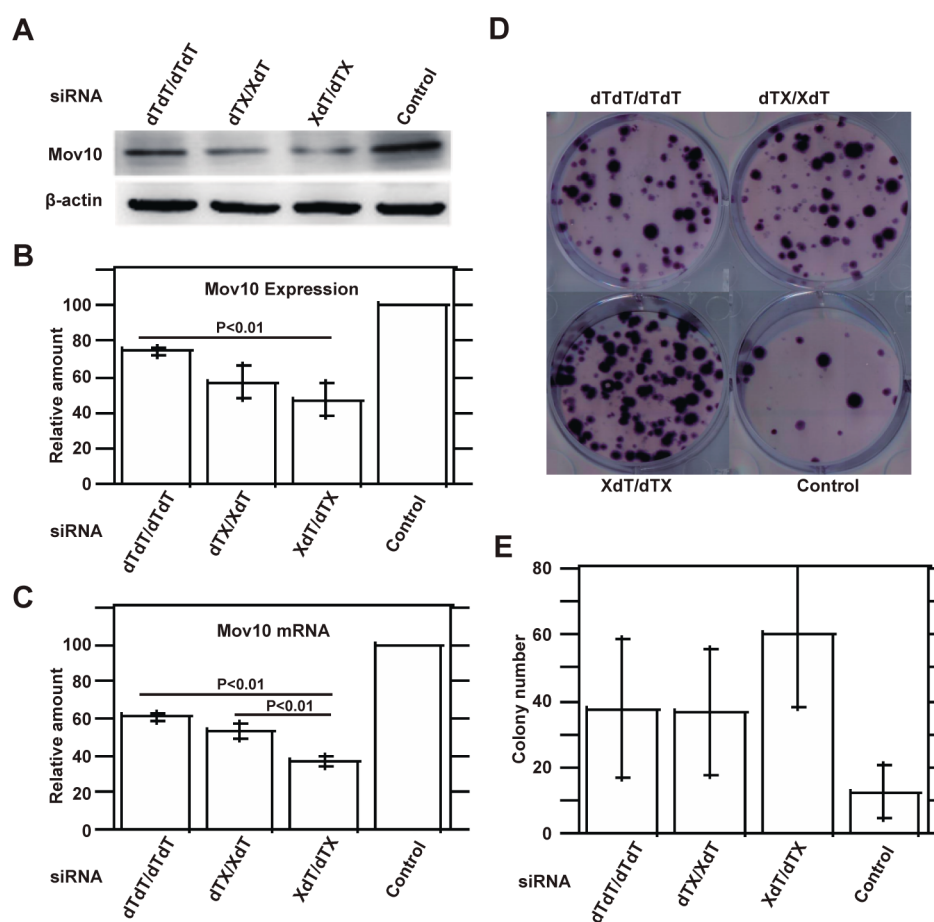 A
siRNA
dTdT/dTdT
dTX/XdT
XdT/dTX
Control
Mov10
β-actin
B
Mov10 Expression
P<0.01
Relative amount
100
80
60
40
20
0
siRNA
dTdT/dTdT
dTX/XdT
XdT/dTX
Control
C
Mov10 mRNA
P<0.01
P<0.01
Relative amount
100
80
60
40
20
0
siRNA
dTdT/dTdT
dTX/XdT
XdT/dTX
Control
D
dTdT/dTdT
dTX/XdT
XdT/dTX
Control
E
Colony number
80
60
40
20
0
siRNA
dTdT/dTdT
dTX/XdT
XdT/dTX
Control